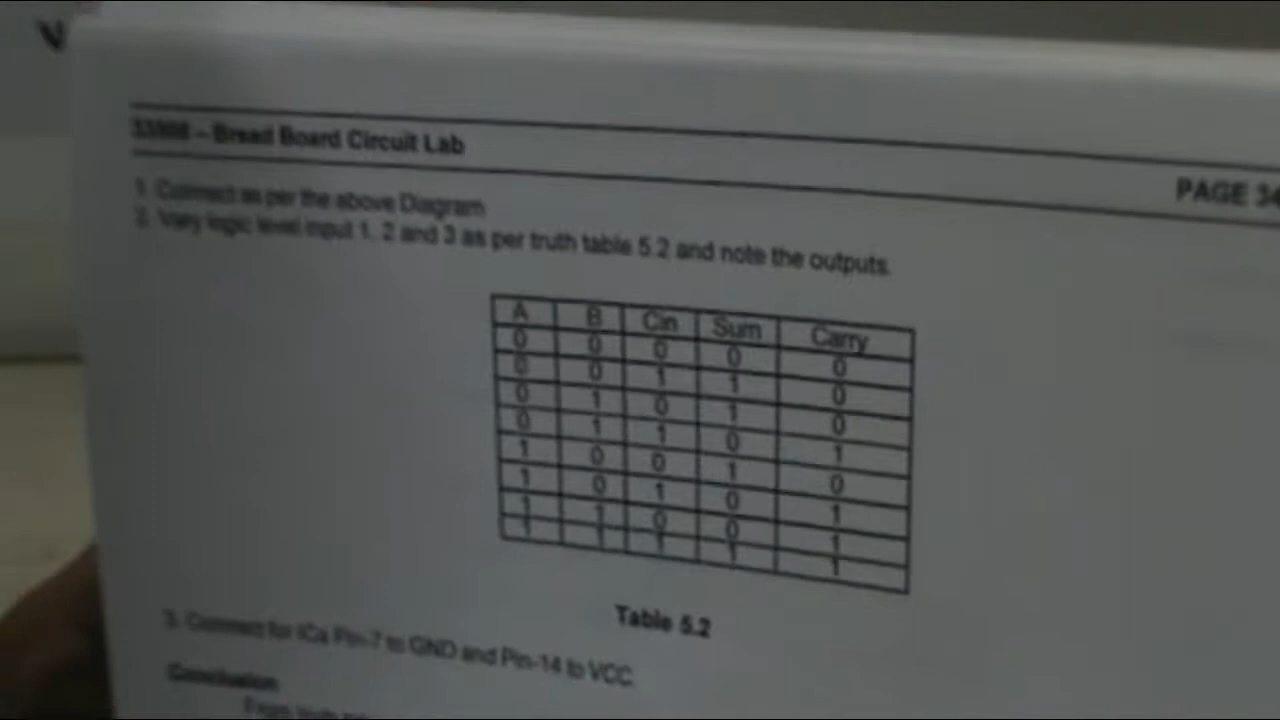 – Bread Board Circuit Lab
PAGE 34
1. Connect as per the above Diagram
2. Vary logic level input 1, 2 and 3 as per truth table 5.2 and note the outputs.
A B Cin Sum Carry
0 0 0 0 0
0 0 1 1 0
0 1 0 1 0
0 1 1 0 1
1 0 0 1 0
1 0 1 0 1
1 1 0 0 1
1 1 1 1 1
Table 5.2
3. Connect for ICs Pin-7 to GND and Pin-14 to VCC.
Conclusion
From truth